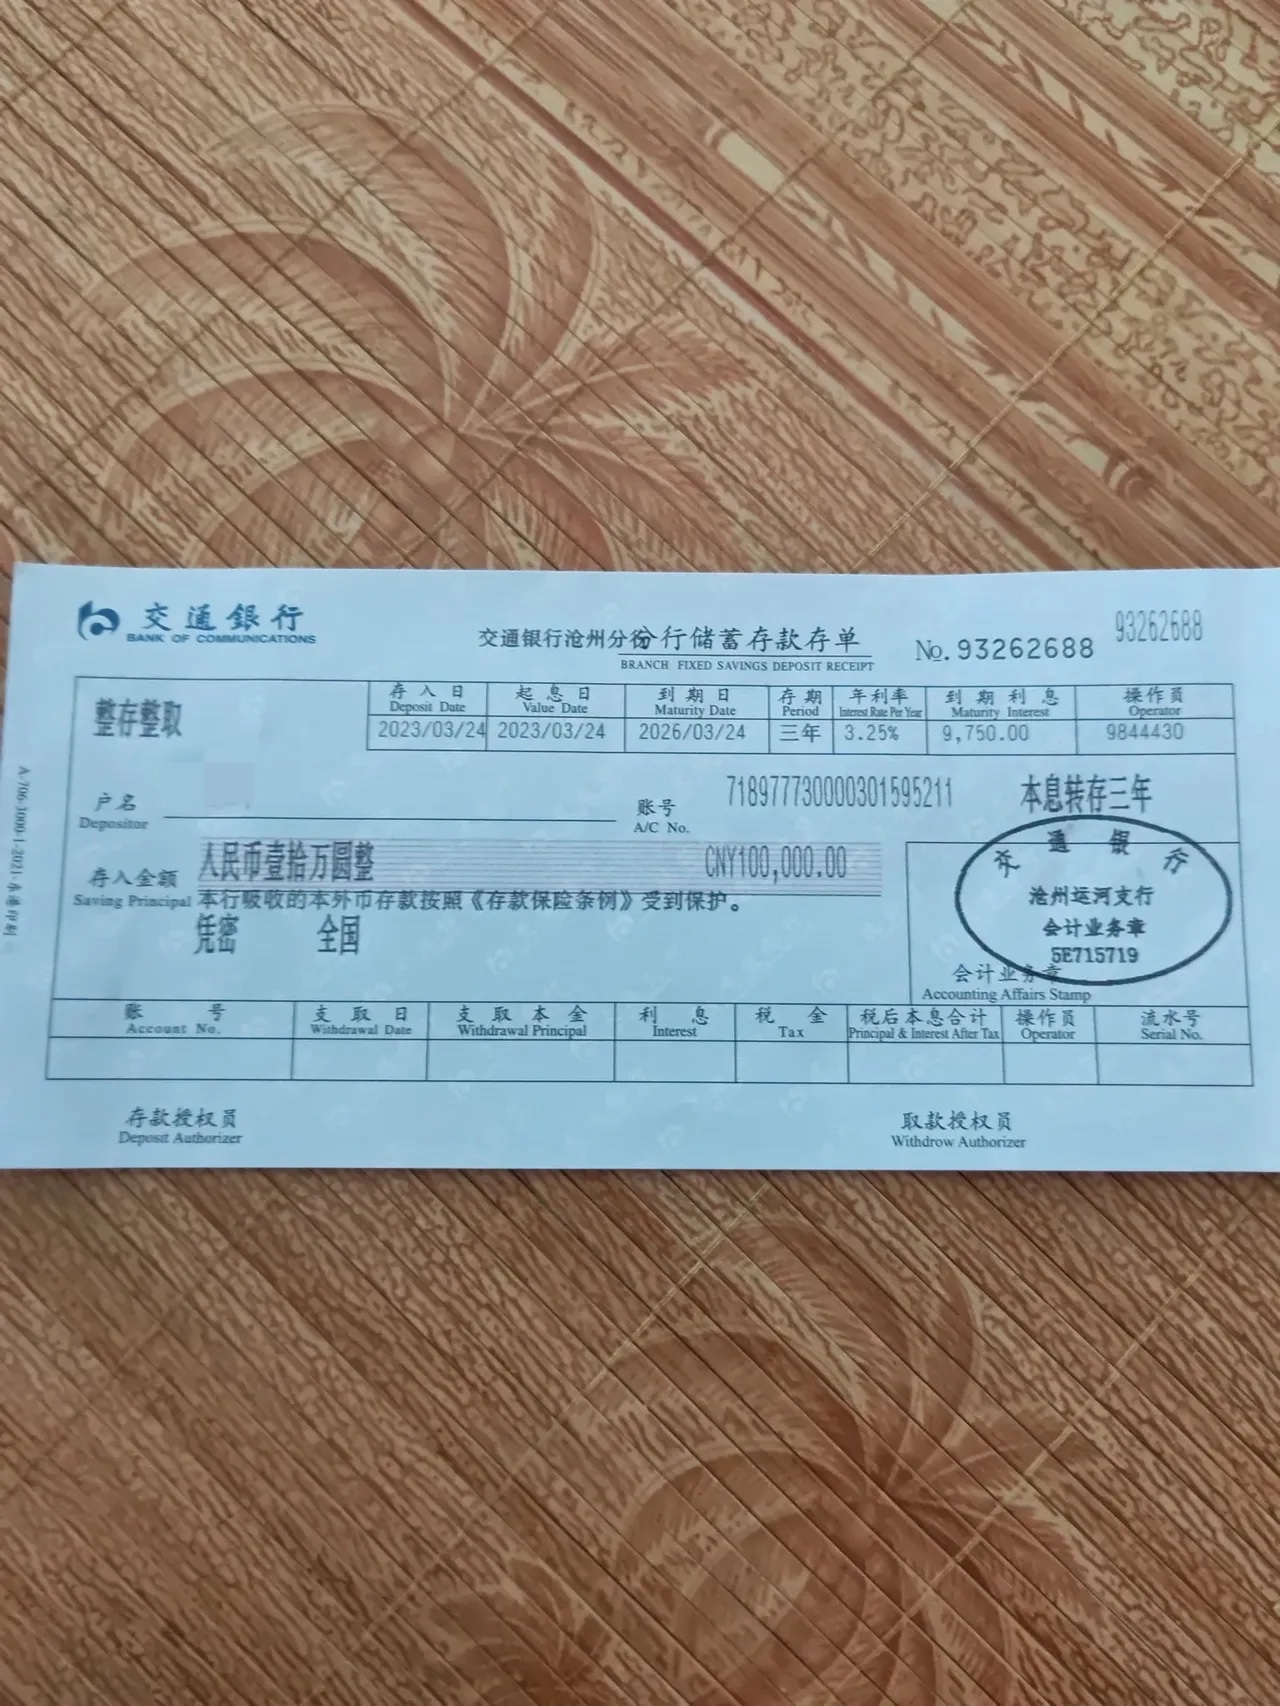 交通銀行
BANK OF COMMUNICATIONS
交通银行沧州分行储蓄存款存单
BRANCH FIXED SAVINGS DEPOSIT RECEIPT
No.93262688
93262688
整存整取
存入日 起息日 到期日 存期 年利率 到期利息 操作员
Deposit Date Value Date Maturity Date Period Interest Rate Per Year Maturity Interest Operator
2023/03/24 2023/03/24 2026/03/24 三年 3.25% 9,750.00 9844430
户名
Depositor
账号 718977730000301595211 本息转存三年
A/C No.
存入金额 人民币壹拾万圆整 CNY100,000.00
Saving Principal 本行吸收的本外币存款按照《存款保险条例》受到保护。
凭密 全国
交通银行
沧州运河支行
会计业务章
5E715719
会计业务章
Accounting Affairs Stamp
账号 支取日 支取本金 利息 税金 税后本息合计 操作员 流水号
Account No. Withdrawal Date Withdrawal Principal Interest Tax Principal & Interest After Tax Operator Serial No.
存款授权员 取款授权员
Deposit Authorizer Withdrow Authorizer